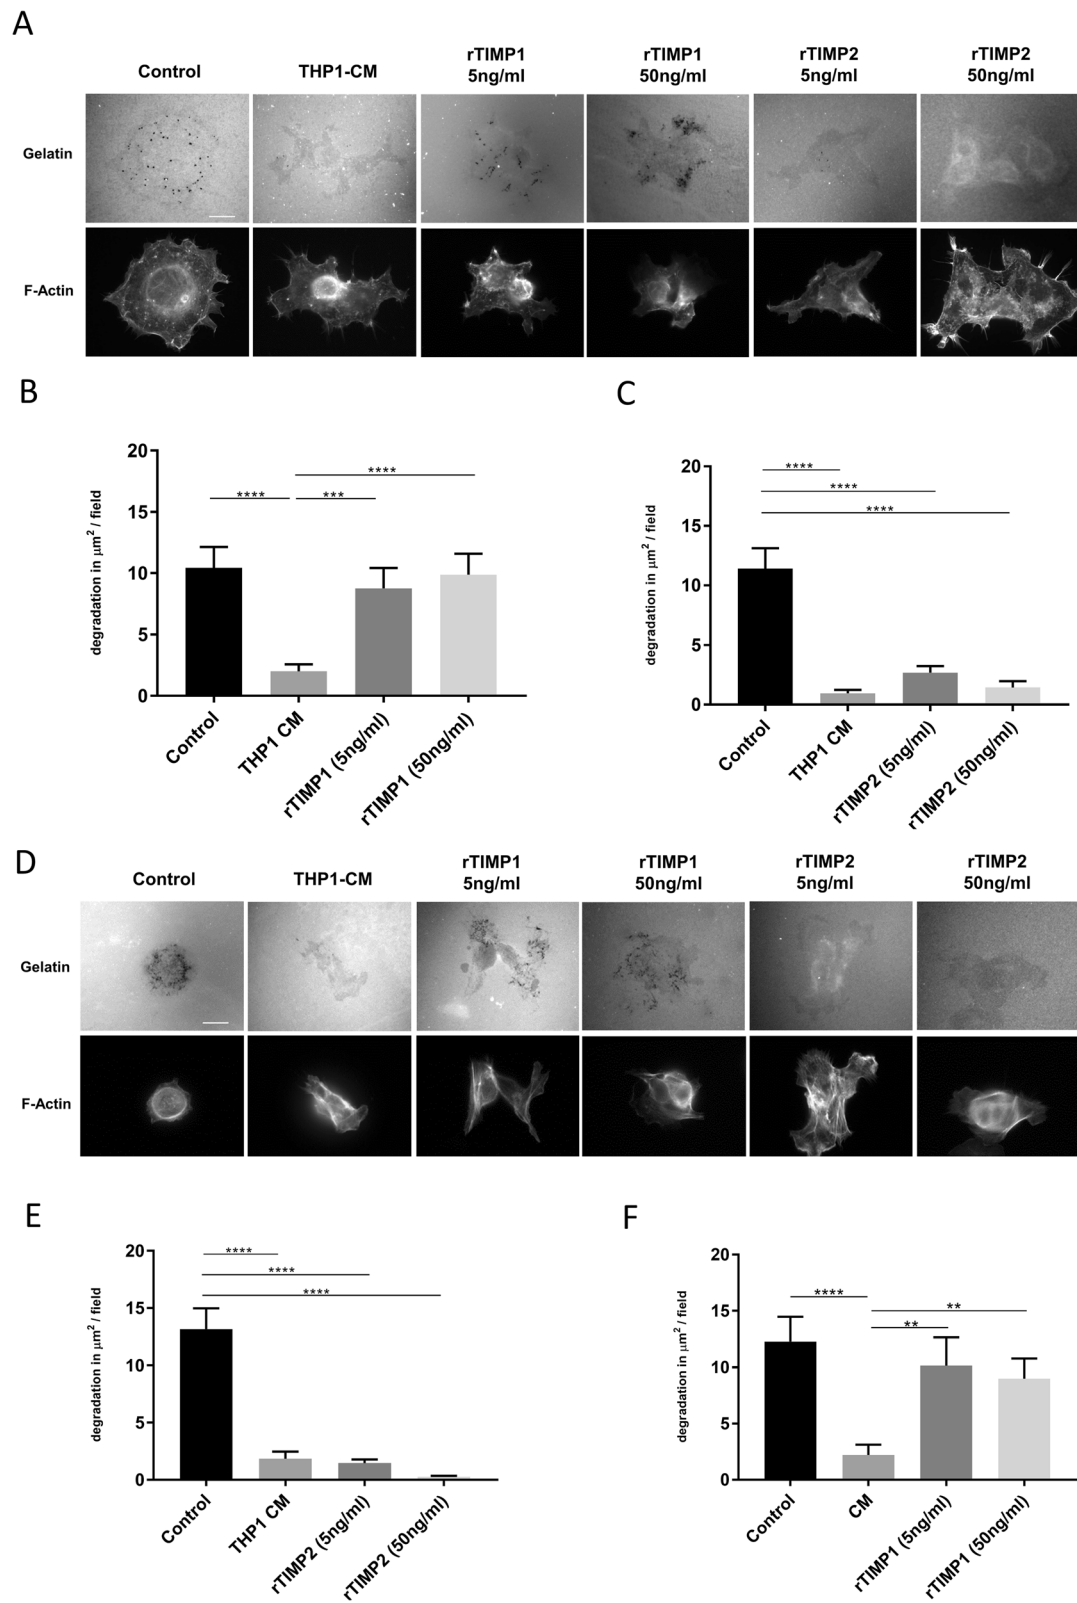 A
Control
THP1-CM
rTIMP1
5ng/ml
rTIMP1
50ng/ml
rTIMP2
5ng/ml
rTIMP2
50ng/ml
Gelatin
F-Actin
B
degradation in μm² / field
20
15
10
5
0
****
****
***
Control
THP1 CM
rTIMP1 (5ng/ml)
rTIMP1 (50ng/ml)
C
degradation in μm² / field
20
15
10
5
0
****
****
****
Control
THP1 CM
rTIMP2 (5ng/ml)
rTIMP2 (50ng/ml)
D
Control
THP1-CM
rTIMP1
5ng/ml
rTIMP1
50ng/ml
rTIMP2
5ng/ml
rTIMP2
50ng/ml
Gelatin
F-Actin
E
degradation in μm² / field
20
15
10
5
0
****
****
****
Control
THP1 CM
rTIMP2 (5ng/ml)
rTIMP2 (50ng/ml)
F
degradation in μm² / field
20
15
10
5
0
****
**
**
Control
CM
rTIMP1 (5ng/ml)
rTIMP1 (50ng/ml)